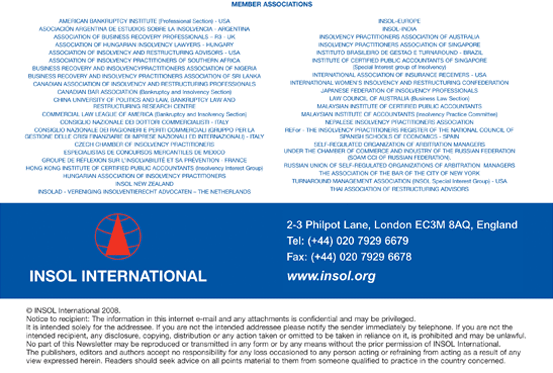 MEMBER ASSOCIATIONS
AMERICAN BANKRUPTCY INSTITUTE (Professional Section) - USA
ASOCIACIÓN ARGENTINA DE ESTUDIOS SOBRE LA INSOLVENCIA - ARGENTINA
ASSOCIATION OF BUSINESS RECOVERY PROFESSIONALS - R3 - UK
ASSOCIATION OF HUNGARIAN INSOLVENCY LAWYERS - HUNGARY
ASSOCIATION OF INSOLVENCY AND RESTRUCTURING ADVISORS - USA
ASSOCIATION OF INSOLVENCY PRACTITIONERS OF SOUTHERN AFRICA
BUSINESS RECOVERY AND INSOLVENCYPRACTITIONERS ASSOCIATION OF NIGERIA
BUSINESS RECOVERY AND INSOLVENCY PRACTITIONERS ASSOCIATION OF SRI LANKA
CANADIAN ASSOCIATION OF INSOLVENCY AND RESTRUCTURING PROFESSIONALS
CANADIAN BAR ASSOCIATION (Bankruptcy and Insolvency Section)
CHINA UNIVERSITY OF POLITICS AND LAW, BANKRUPTCY LAW AND
RESTRUCTURING RESEARCH CENTRE
COMMERCIAL LAW LEAGUE OF AMERICA (Bankruptcy and Insolvency Section)
CONSIGLIO NAZIONALE DEI DOTTORI COMMERCIALISTI - ITALY
CONSIGLIO NAZIONALE DEI RAGIONIERI E PERITI COMMERCIALI (GRUPPO PER LA
GESTIONE DELLE CRISI FINANZIARIE DI IMPRESE NAZIONALI ED INTERNAZIONALI) - ITALY
CZECH CHAMBER OF INSOLVENCY PRACTITIONERS
ESPECIALISTAS DE CONCURSOS MERCANTILES DE MEXICO
GROUPE DE RÉFLEXION SUR L'INSOLVABILITÉ ET SA PRÉVENTION - FRANCE
HONG KONG INSTITUTE OF CERTIFIED PUBLIC ACCOUNTANTS (Insolvency Interest Group)
HUNGARIAN ASSOCIATION OF INSOLVENCY PRACTITIONERS
INSOL NEW ZEALAND
INSOLAD - VERENIGING INSOLVENTIERECHT ADVOCATEN – THE NETHERLANDS
INSOL-EUROPE
INSOL-INDIA
INSOLVENCY PRACTITIONERS ASSOCIATION OF AUSTRALIA
INSOLVENCY PRACTITIONERS ASSOCIATION OF SINGAPORE
INSTITUTO BRASILEIRO DE GESTAO E TURNAROUND - BRAZIL
INSTITUTE OF CERTIFIED PUBLIC ACCOUNTANTS OF SINGAPORE
(Special Interest group of Insolvency)
INTERNATIONAL ASSOCIATION OF INSURANCE RECEIVERS - USA
INTERNATIONAL WOMEN'S INSOLVENCY AND RESTRUCTURING CONFEDERATION
JAPANESE FEDERATION OF INSOLVENCY PROFESSIONALS
LAW COUNCIL OF AUSTRALIA (Business Law Section)
MALAYSIAN INSTITUTE OF CERTIFIED PUBLIC ACCOUNTANTS
MALAYSIAN INSTITUTE OF ACCOUNTANTS (Insolvency Practice Committee)
NEPALESE INSOLVENCY PRACTITIONERS ASSOCIATION
REFor - THE INSOLVENCY PRACTITIONERS REGISTER OF THE NATIONAL COUNCIL OF
SPANISH SCHOOLS OF ECONOMICS - SPAIN
SELF-REGULATED ORGANIZATIONS OF ARBITRATION MANAGERS
UNDER THE CHAMBER OF COMMERCE AND INDUSTRY OF THE RUSSIAN FEDERATION
(SOAM CCI OF RUSSIAN FEDERATION).
RUSSIAN UNION OF SELF-REGULATED ORGANIZATIONS OF ARBITRATION MANAGERS
THE ASSOCIATION OF THE BAR OF THE CITY OF NEW YORK
TURNAROUND MANAGEMENT ASSOCIATION (INSOL Special Interest Group) - USA
THAI ASSOCIATION OF RESTRUCTURING ADVISORS
INSOL INTERNATIONAL
2-3 Philpot Lane, London EC3M 8AQ, England
Tel: (+44) 020 7929 6679
Fax: (+44) 020 7929 6678
www.insol.org
© INSOL International 2008.
Notice to recipient: The information in this internet e-mail and any attachments is confidential and may be privileged.
It is intended solely for the addressee. If you are not the intended addressee please notify the sender immediately by telephone. If you are not the
intended recipient, any disclosure, copying, distribution or any action taken or omitted to be taken in reliance on it, is prohibited and may be unlawful.
No part of this Newsletter may be reproduced or transmitted in any form or by any means without the prior permission of INSOL International.
The publishers, editors and authors accept no responsibility for any loss occasioned to any person acting or refraining from acting as a result of any
view expressed herein. Readers should seek advice on all points material to them from someone qualified to practice in the country concerned.